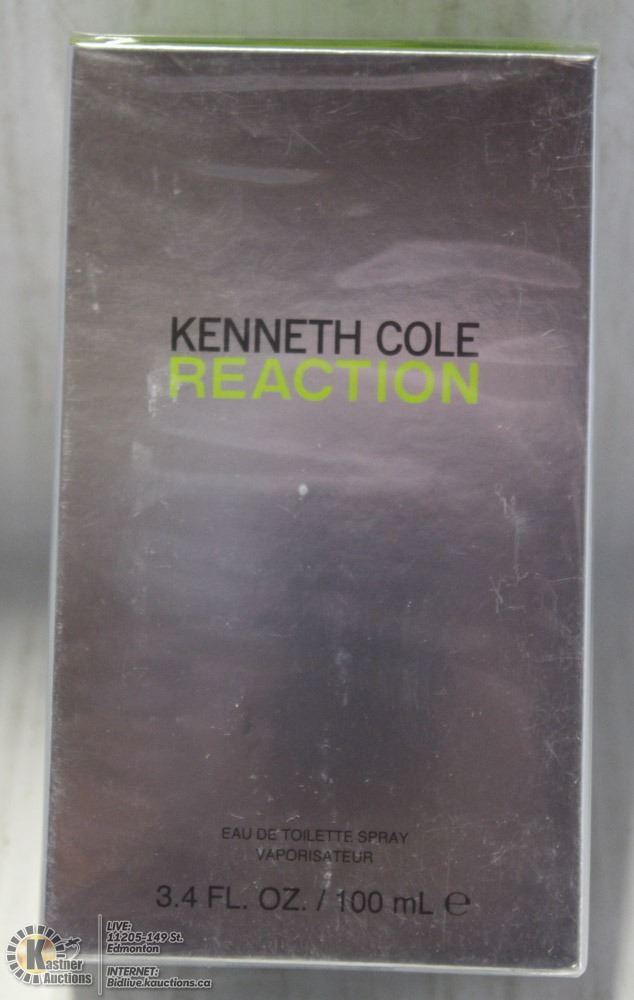 KENNETH COLE
REACTION
EAU DE TOILETTE SPRAY
VAPORISATEUR
3.4 FL. OZ. / 100 mL ℮
Kastner
Auctions
LIVE:
11205-149 St.
Edmonton
INTERNET:
Bidlive.kauctions.ca